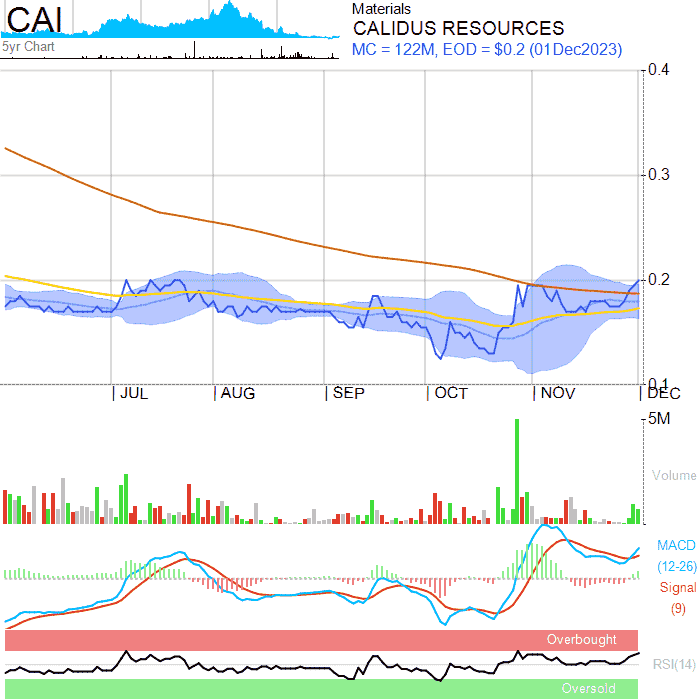 CAI
5yr Chart
Materials
CALIDUS RESOURCES
MC = 122M, EOD = $0.2 (01Dec2023)
0.4
0.3
0.2
0.1
JUL
AUG
SEP
OCT
NOV
DEC
5M
Volume
MACD
(12-26)
Signal
(9)
Overbought
RSI(14)
Oversold